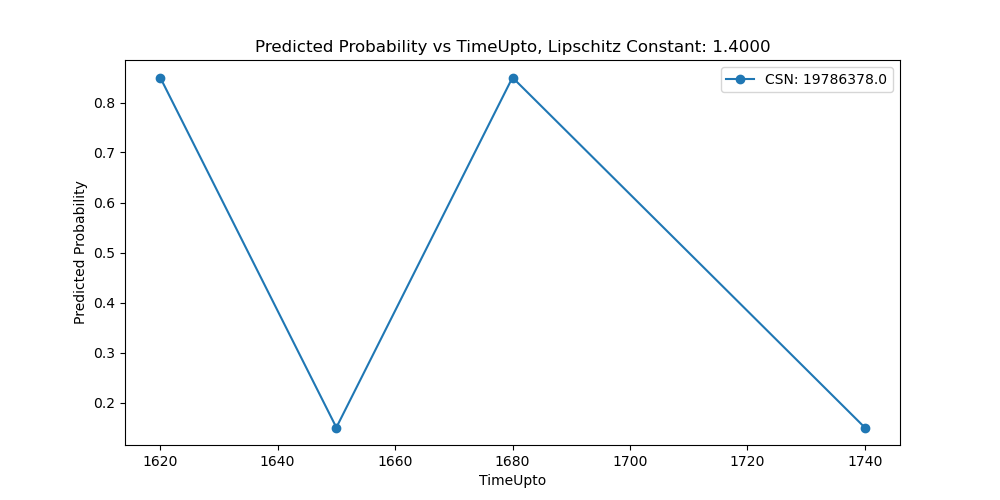 Predicted Probability vs TimeUpto, Lipschitz Constant: 1.4000
CSN: 19786378.0
Predicted Probability
0.8
0.7
0.6
0.5
0.4
0.3
0.2
1620 1640 1660 1680 1700 1720 1740
TimeUpto